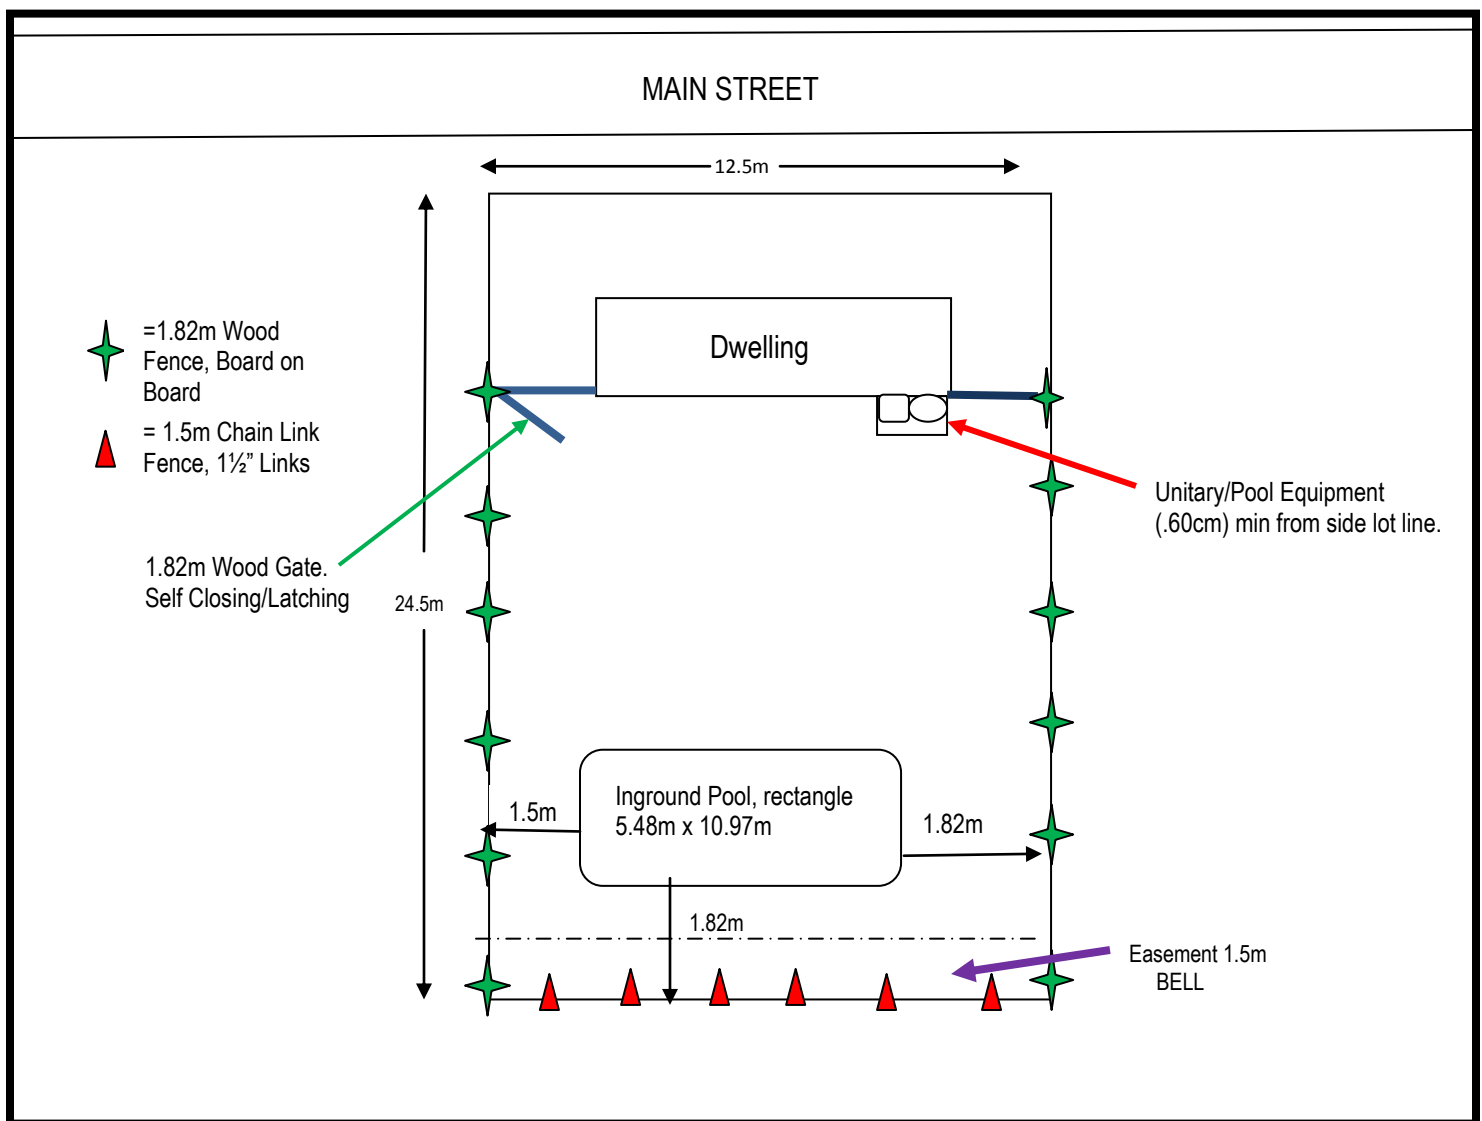 MAIN STREET
12.5m
=1.82m Wood
Fence, Board on
Board
= 1.5m Chain Link
Fence, 1½” Links
Dwelling
Unitary/Pool Equipment
(.60cm) min from side lot line.
1.82m Wood Gate.
Self Closing/Latching
24.5m
Inground Pool, rectangle
5.48m x 10.97m
1.5m
1.82m
1.82m
Easement 1.5m
BELL